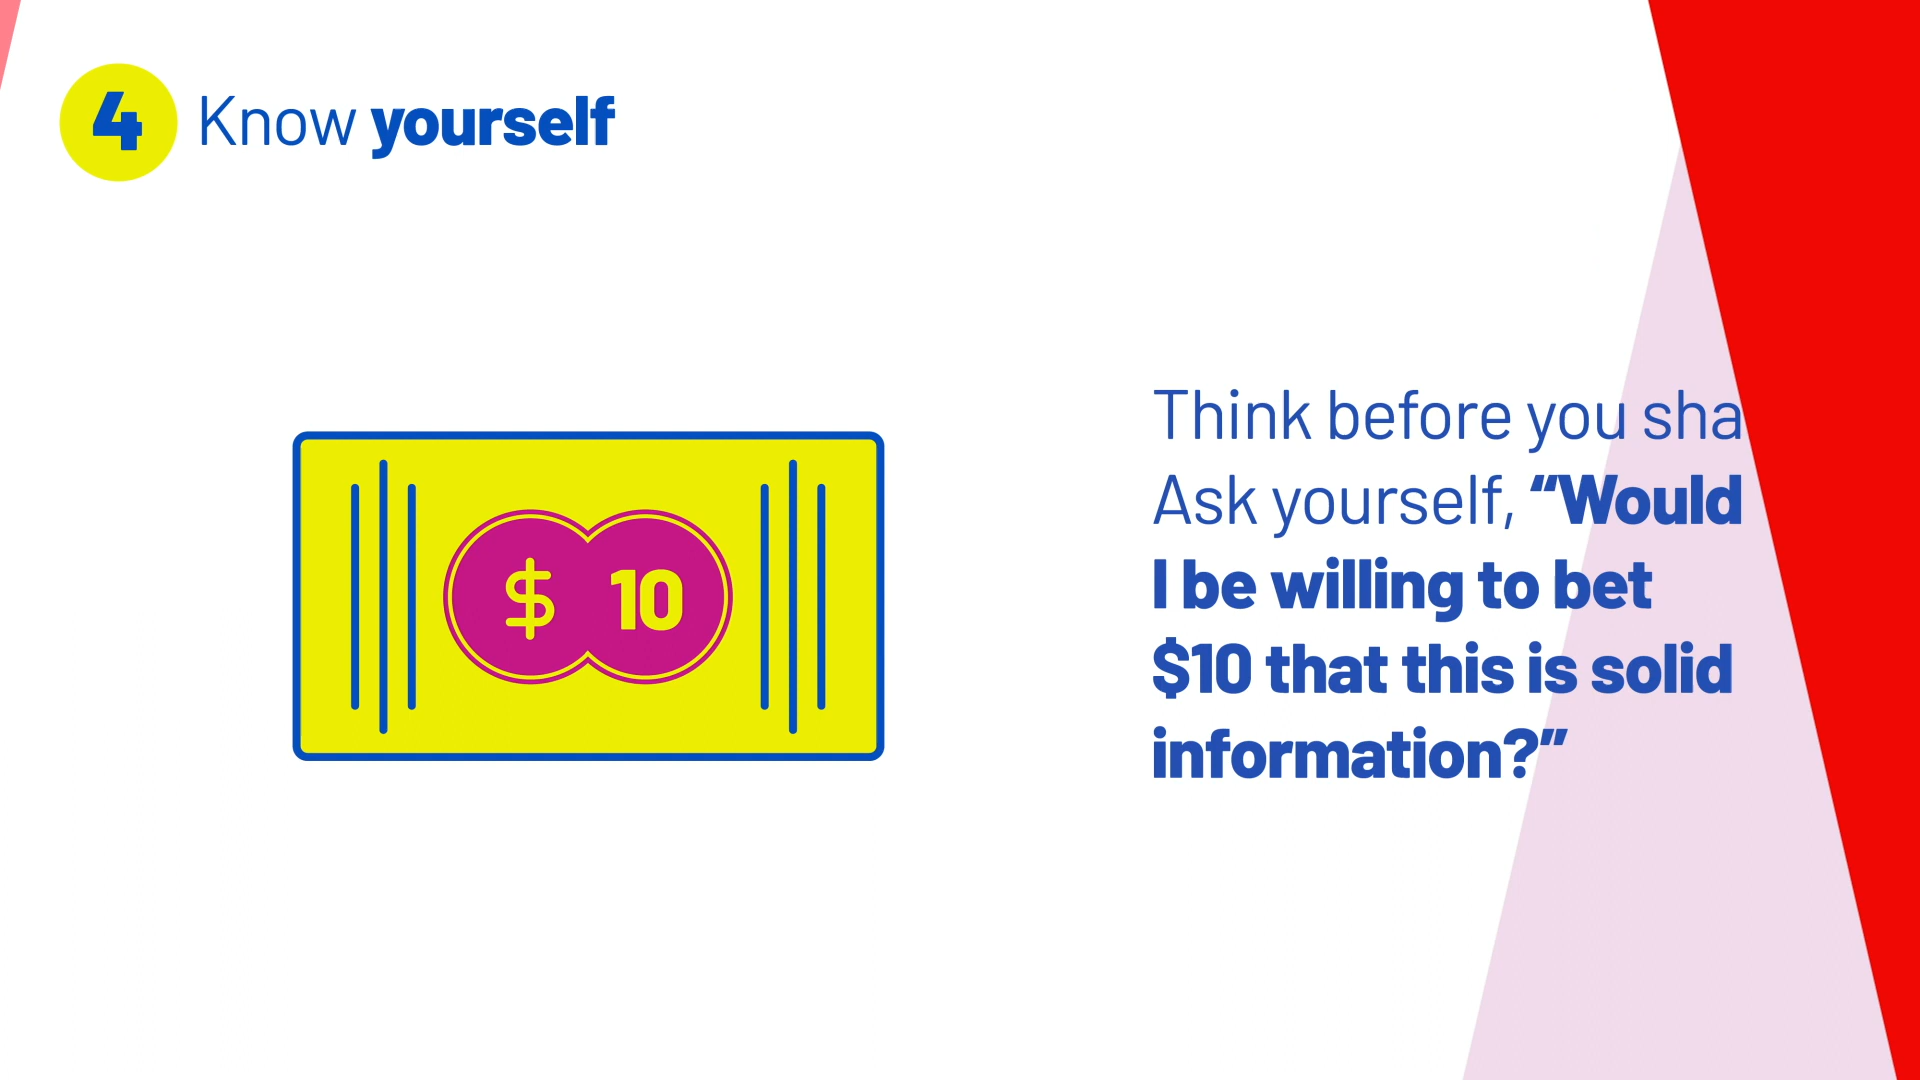 4 Know yourself
$ 10
Think before you sha
Ask yourself, “Would
I be willing to bet
$10 that this is solid
information?”